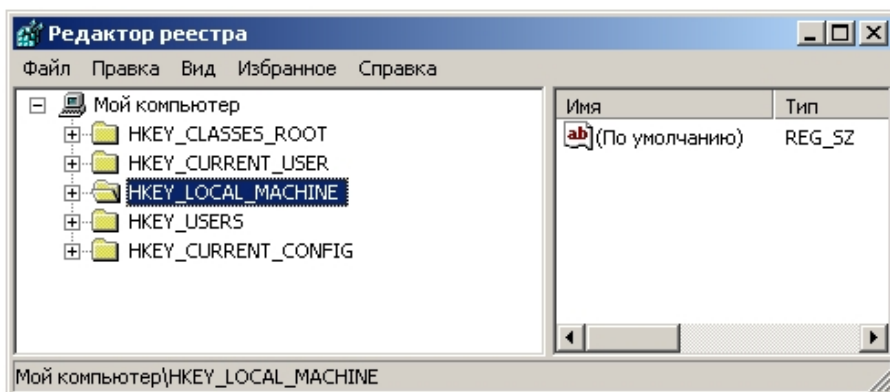 Редактор реестра
Файл Правка Вид Избранное Справка
Мой компьютер
HKEY_CLASSES_ROOT
HKEY_CURRENT_USER
HKEY_LOCAL_MACHINE
HKEY_USERS
HKEY_CURRENT_CONFIG
Имя Тип
ab (По умолчанию) REG_SZ
Мой компьютер\HKEY_LOCAL_MACHINE